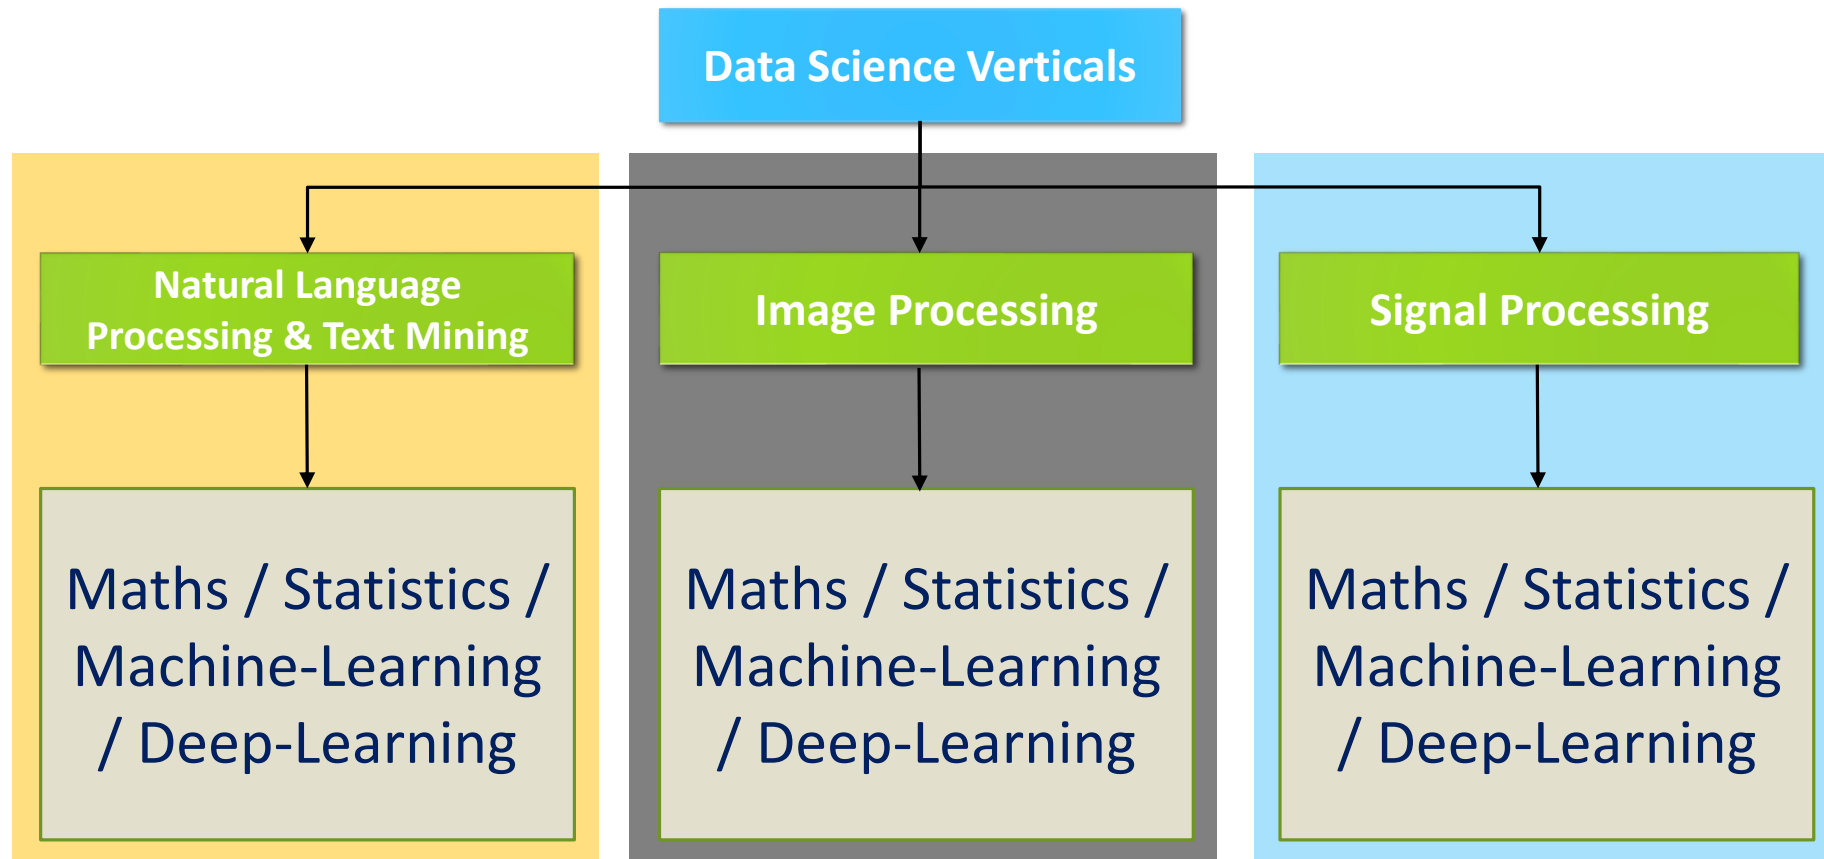 Data Science Verticals
Natural Language
Processing & Text Mining
Image Processing
Signal Processing
Maths / Statistics /
Machine-Learning
/ Deep-Learning
Maths / Statistics /
Machine-Learning
/ Deep-Learning
Maths / Statistics /
Machine-Learning
/ Deep-Learning